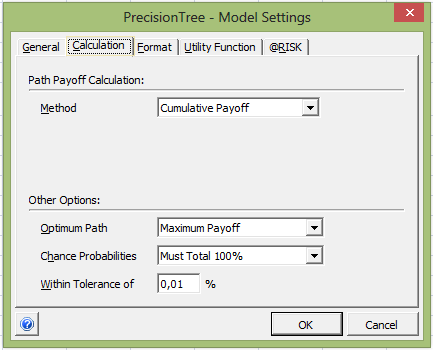 PrecisionTree - Model Settings
General Calculation Format Utility Function @RISK
Path Payoff Calculation:
Method Cumulative Payoff
Other Options:
Optimum Path Maximum Payoff
Chance Probabilities Must Total 100%
Within Tolerance of 0,01 %
OK Cancel